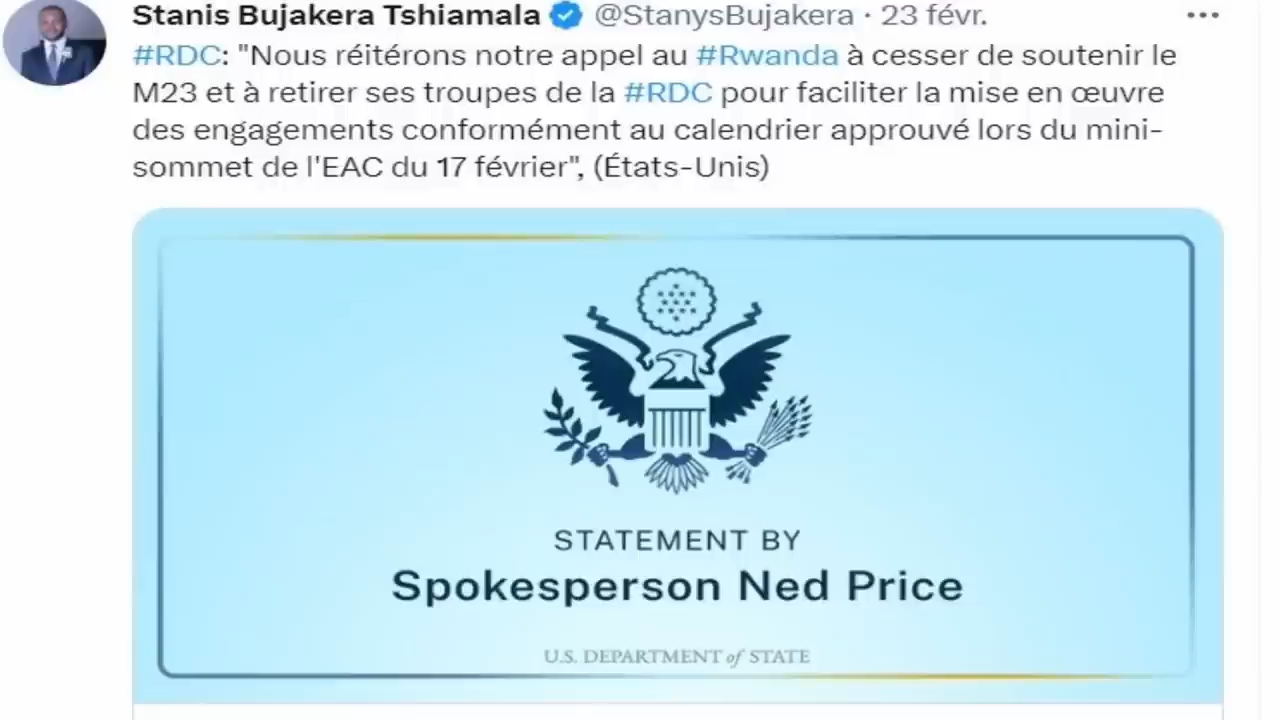 Stanis Bujakera Tshiamala @StanysBujakera · 23 févr.
#RDC: "Nous réitérons notre appel au #Rwanda à cesser de soutenir le
M23 et à retirer ses troupes de la #RDC pour faciliter la mise en œuvre
des engagements conformément au calendrier approuvé lors du mini-
sommet de l'EAC du 17 février", (États-Unis)
STATEMENT BY
Spokesperson Ned Price
U.S. DEPARTMENT of STATE